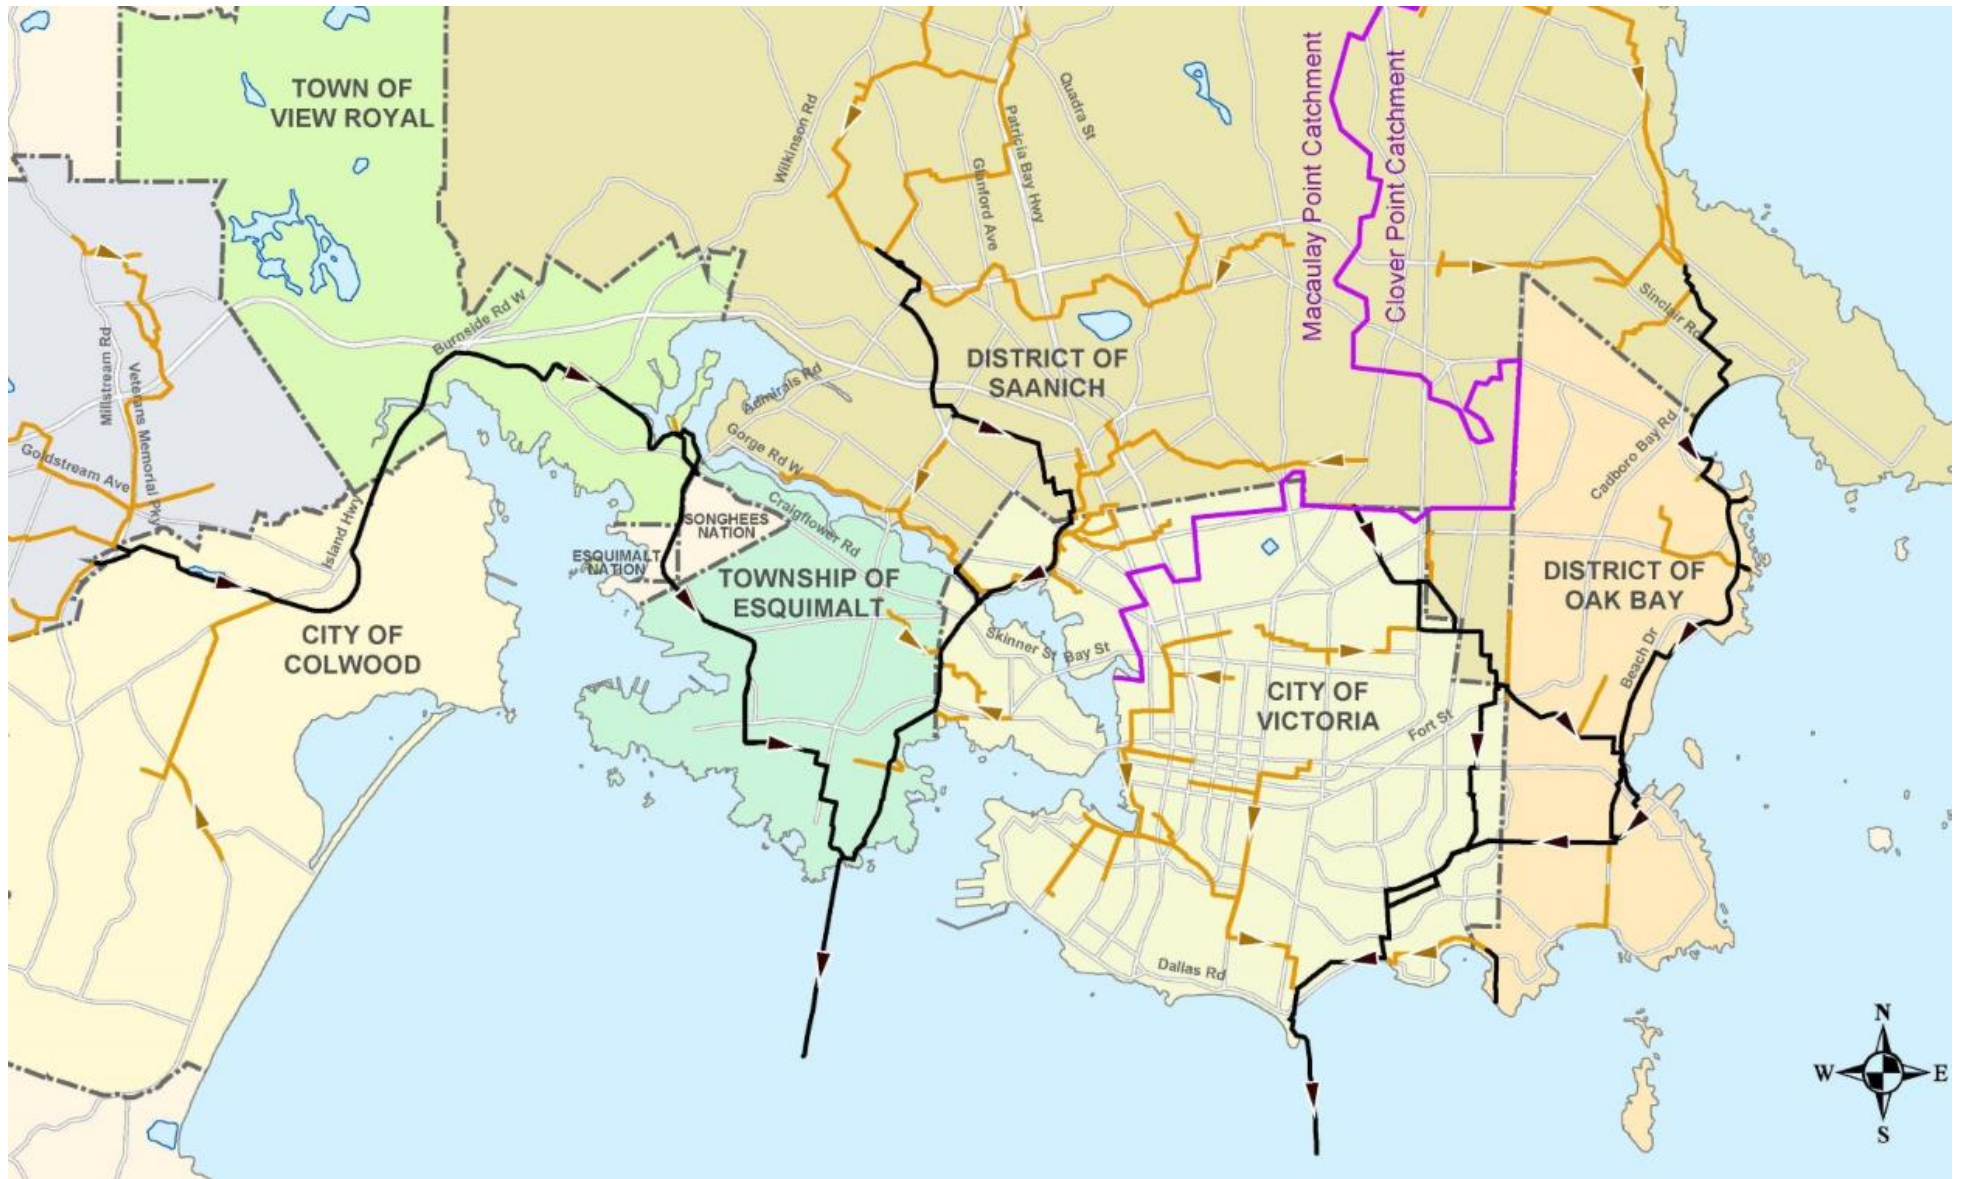 TOWN OF
VIEW ROYAL
Wilkinson Rd
Quadra St
Patricia Bay Hwy
Glanford Ave
Macaulay Point Catchment
Clover Point Catchment
Burnside Rd W
Millstream Rd
Veterans Memorial Pky
Goldstream Ave
Island Hwy
Admirals Rd
Gorge Rd W
Craigflower Rd
DISTRICT OF
SAANICH
Sinclair Rd
Cadboro Bay Rd
SONGHEES
NATION
ESQUIMALT
NATION
TOWNSHIP OF
ESQUIMALT
CITY OF
COLWOOD
Skinner St
Bay St
CITY OF
VICTORIA
Fort St
DISTRICT OF
OAK BAY
Beach Dr
Dallas Rd
N
W
E
S